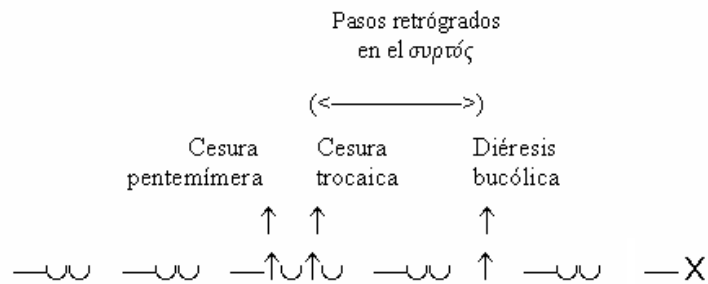 Pasos retrógrados
en el συρτός
(<————>)
Cesura Cesura Diéresis
pentemímera trocaica bucólica
↑ ↑ ↑
—∪∪ —∪∪ —↑∪↑∪ —∪∪ ↑ —∪∪ —X